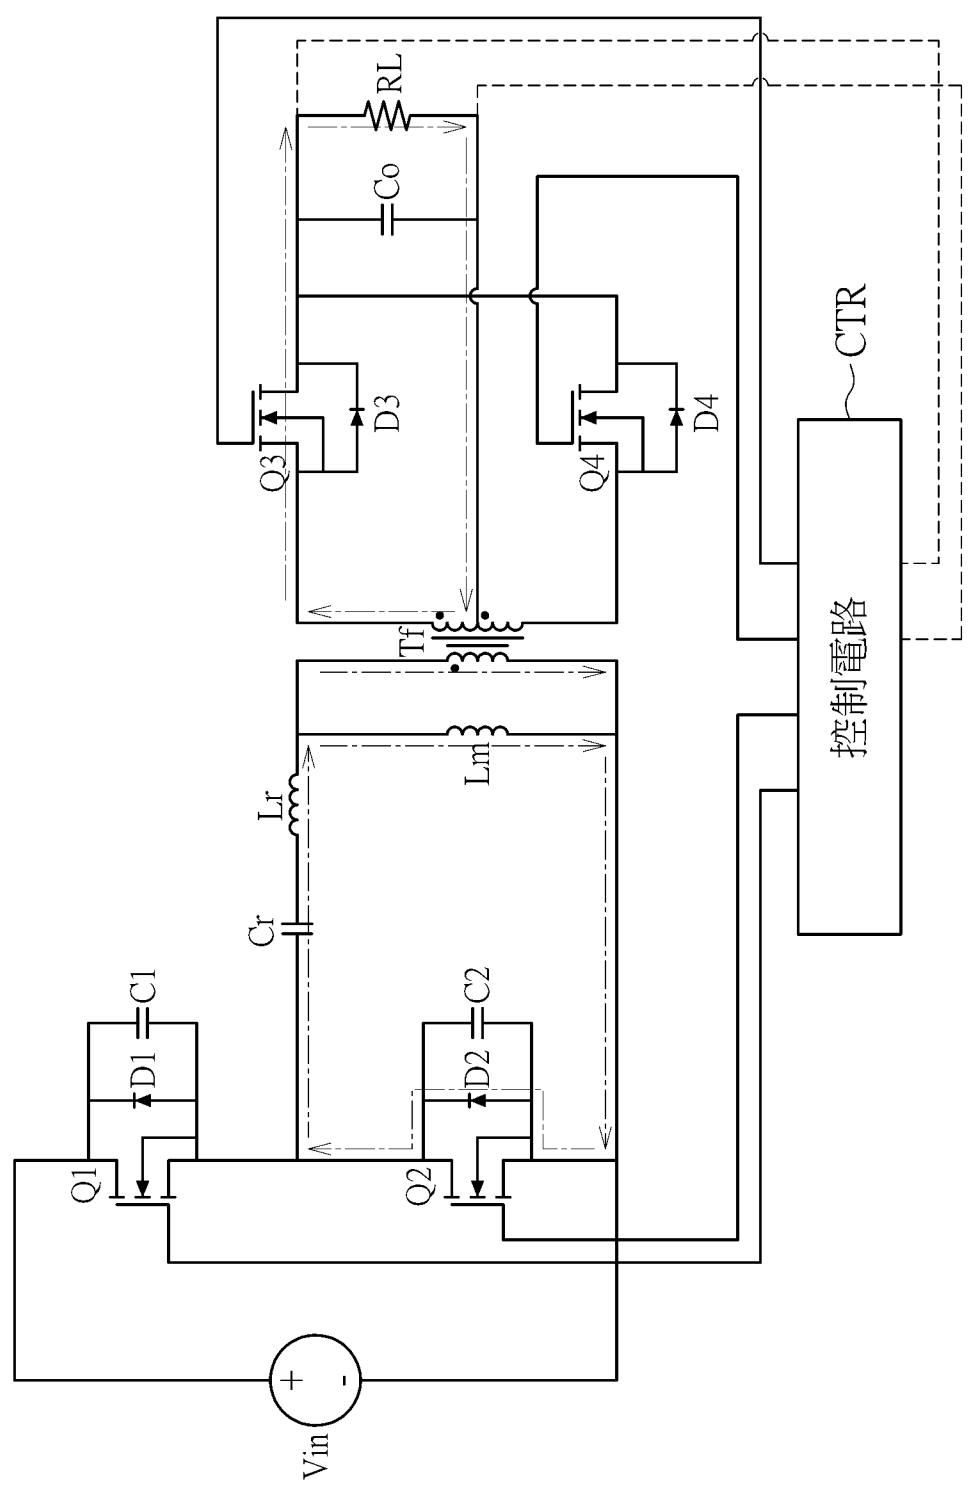 Vin
+
-
Q1
D1
C1
Q2
D2
C2
Cr
Lr
Lm
Tf
Q3
D3
Q4
D4
Co
RL
控制電路
CTR